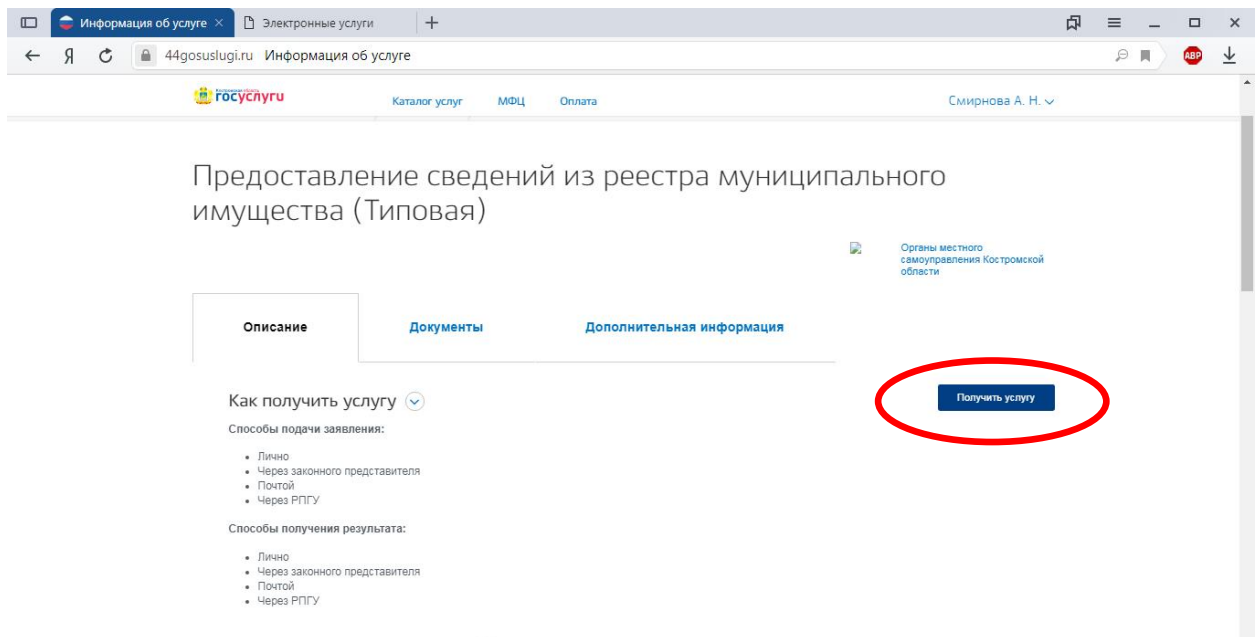 Информация об услуге
Электронные услуги
44gosuslugi.ru Информация об услуге
ABP
Костромская область
госуслуги
Каталог услуг
МФЦ
Оплата
Смирнова А. Н.
Предоставление сведений из реестра муниципального
имущества (Типовая)
Органы местного
самоуправления Костромской
области
Описание
Документы
Дополнительная информация
Получить услугу
Как получить услугу
Способы подачи заявления:
Лично
Через законного представителя
Почтой
Через РПГУ
Способы получения результата:
Лично
Через законного представителя
Почтой
Через РПГУ